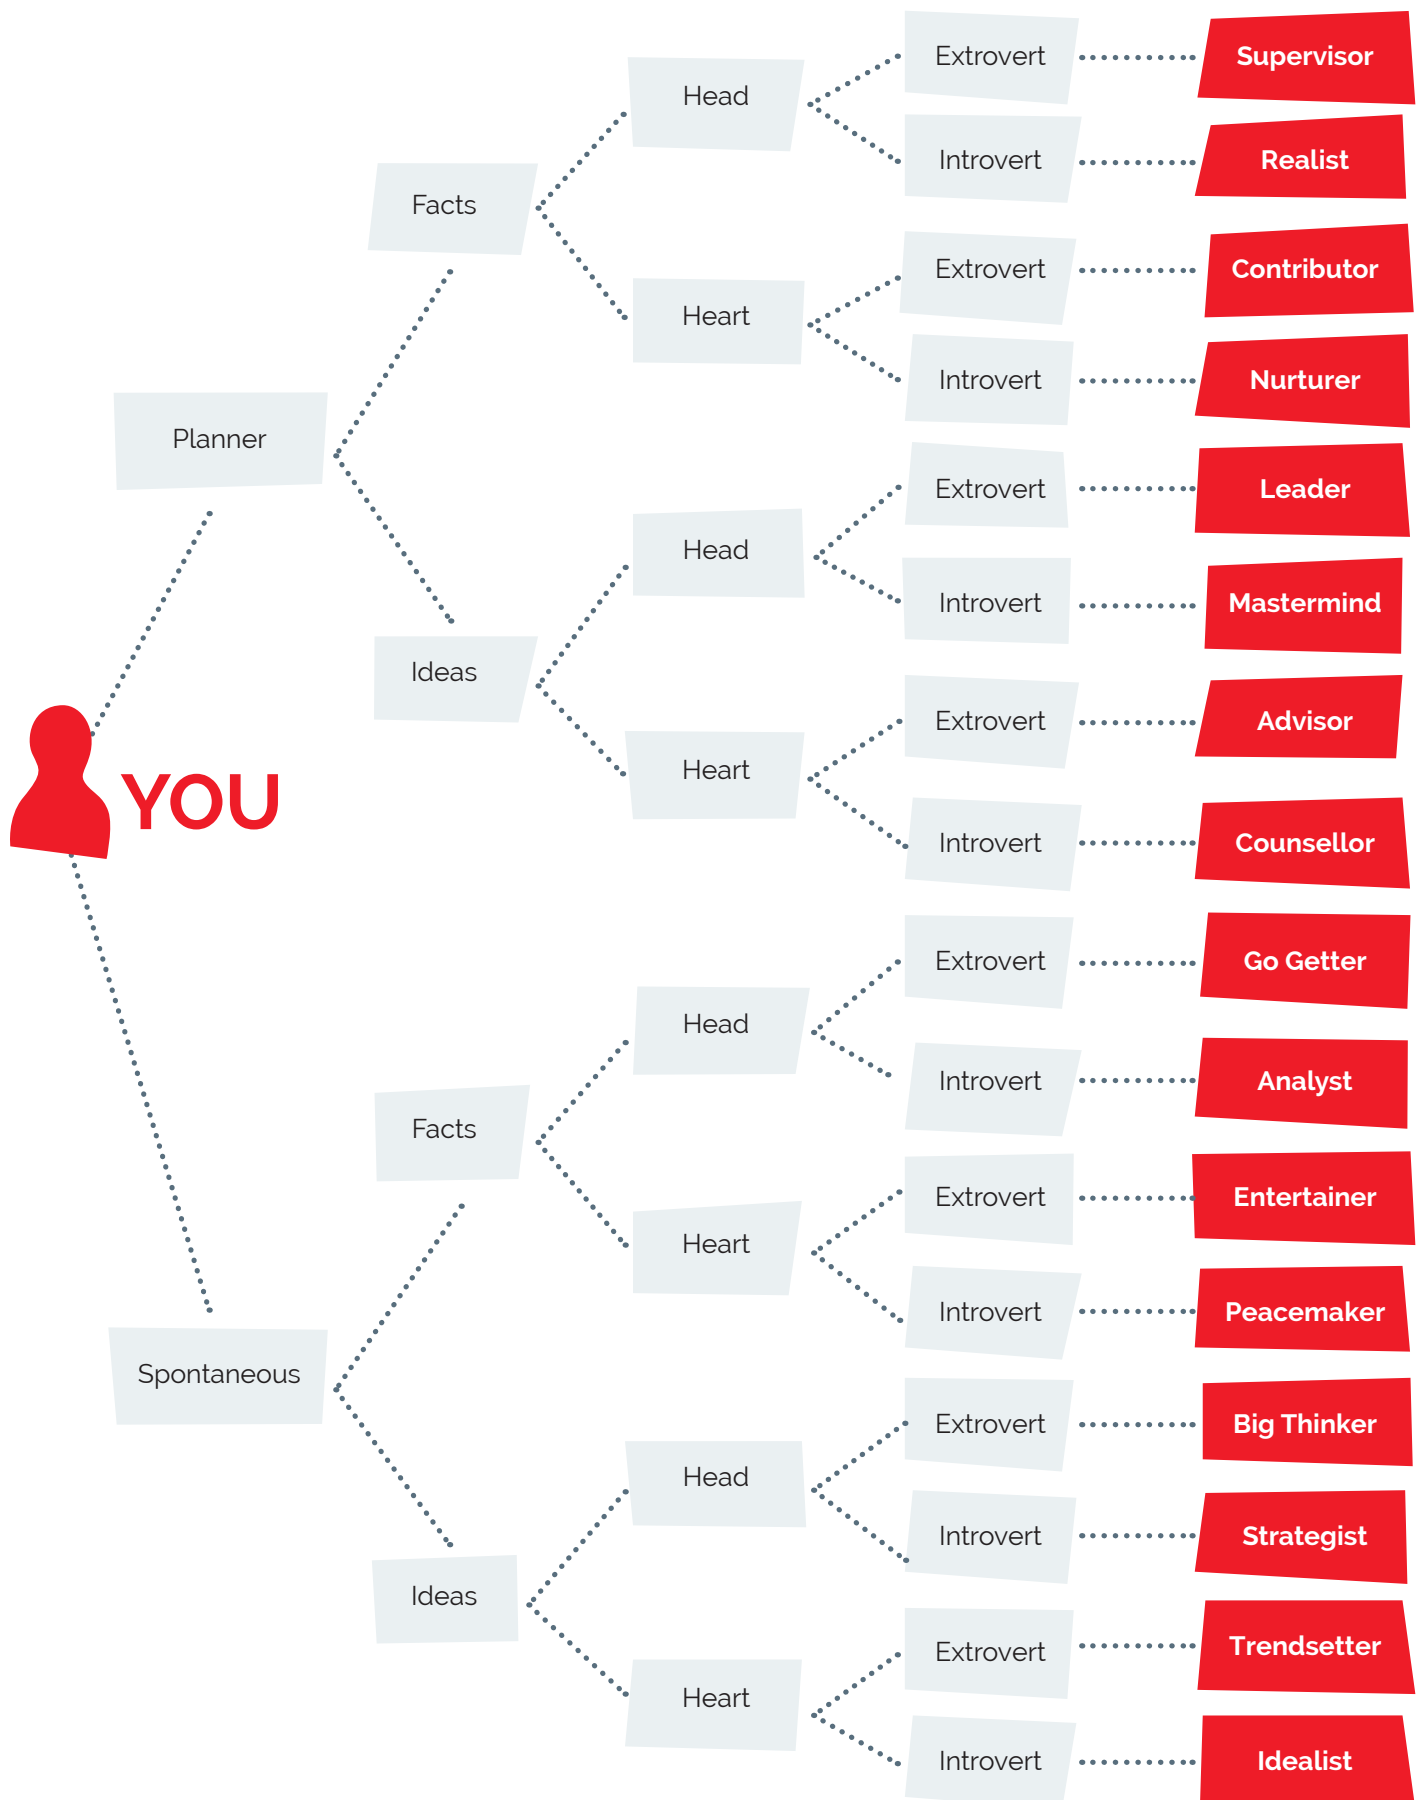 Extrovert
Supervisor
Head
Introvert
Realist
Facts
Extrovert
Contributor
Heart
Introvert
Nurturer
Planner
Extrovert
Leader
Head
Introvert
Mastermind
Ideas
Extrovert
Advisor
Heart
Introvert
Counsellor
YOU
Extrovert
Go Getter
Head
Introvert
Analyst
Facts
Extrovert
Entertainer
Heart
Introvert
Peacemaker
Spontaneous
Extrovert
Big Thinker
Head
Introvert
Strategist
Ideas
Extrovert
Trendsetter
Heart
Introvert
Idealist